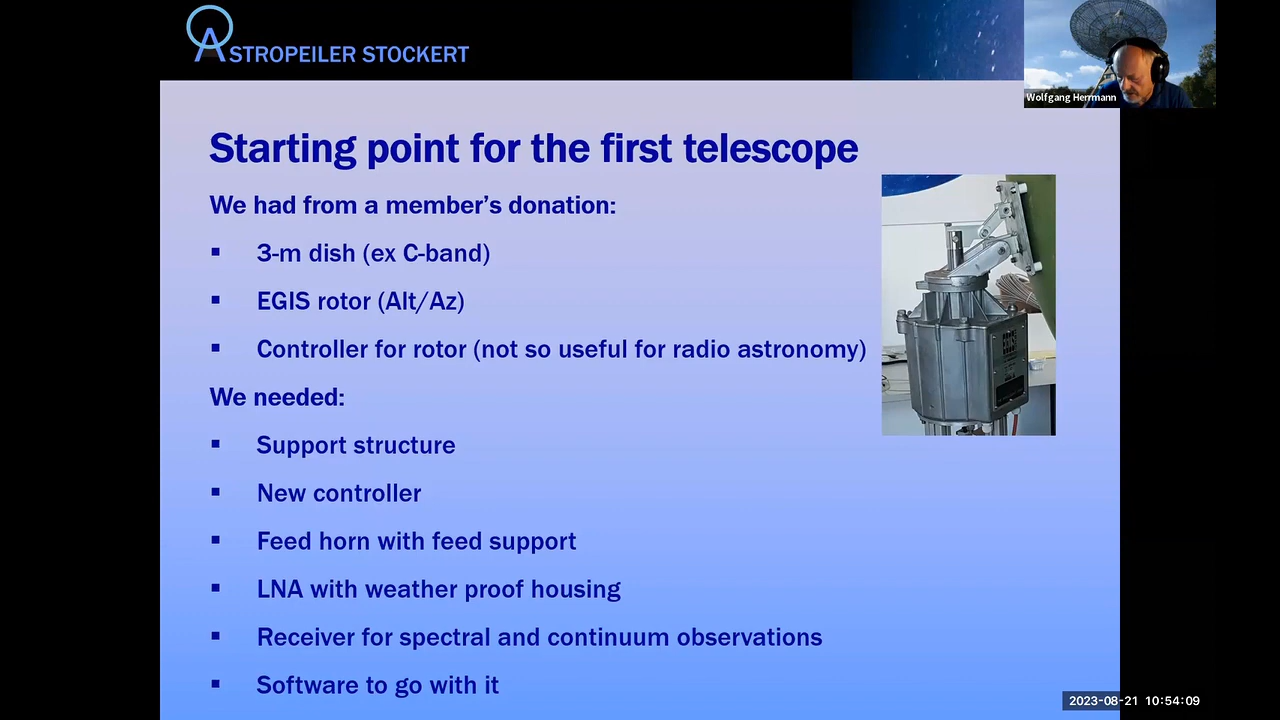 ASTROPEILER STOCKERT
Wolfgang Herrmann
Starting point for the first telescope
We had from a member’s donation:
▪ 3-m dish (ex C-band)
▪ EGIS rotor (Alt/Az)
▪ Controller for rotor (not so useful for radio astronomy)
We needed:
▪ Support structure
▪ New controller
▪ Feed horn with feed support
▪ LNA with weather proof housing
▪ Receiver for spectral and continuum observations
▪ Software to go with it
2023-08-21 10:54:09